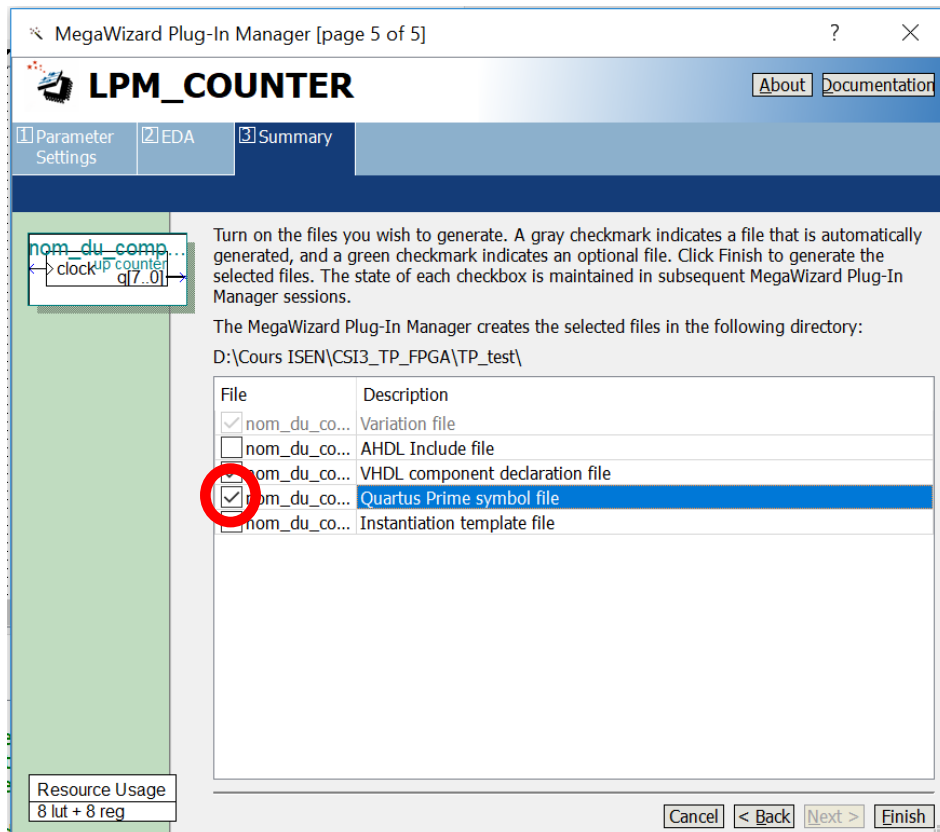 MegaWizard Plug-In Manager [page 5 of 5] ?
LPM_COUNTER
About Documentation
1 Parameter Settings
2 EDA
3 Summary
nom_du_comp...
up counter
clock
q[7..0]
Turn on the files you wish to generate. A gray checkmark indicates a file that is automatically
generated, and a green checkmark indicates an optional file. Click Finish to generate the
selected files. The state of each checkbox is maintained in subsequent MegaWizard Plug-In
Manager sessions.
The MegaWizard Plug-In Manager creates the selected files in the following directory:
D:\Cours ISEN\CSI3_TP_FPGA\TP_test\
File Description
nom_du_co... Variation file
nom_du_co... AHDL Include file
nom_du_co... VHDL component declaration file
nom_du_co... Quartus Prime symbol file
nom_du_co... Instantiation template file
Resource Usage
8 lut + 8 reg
Cancel < Back Next > Finish